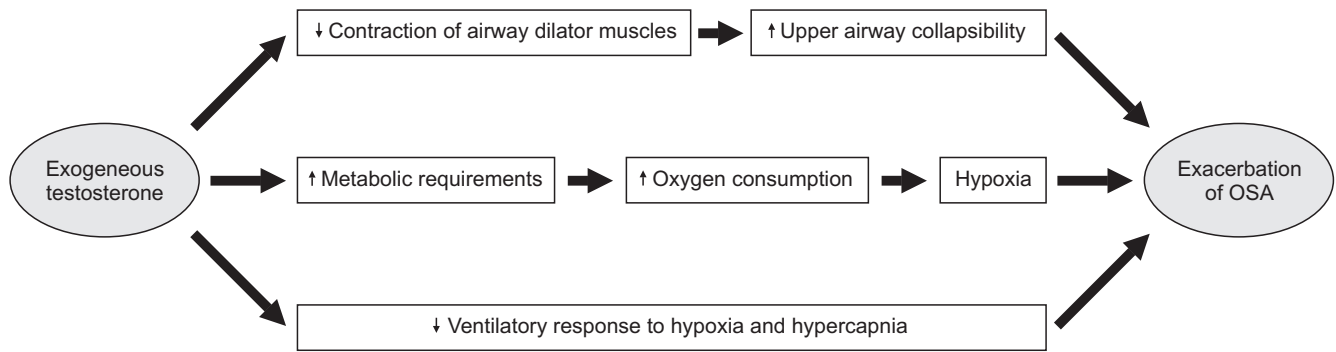 ↓ Contraction of airway dilator muscles
↑ Upper airway collapsibility
Exogeneous
testosterone
↑ Metabolic requirements
↑ Oxygen consumption
Hypoxia
Exacerbation
of OSA
↓ Ventilatory response to hypoxia and hypercapnia